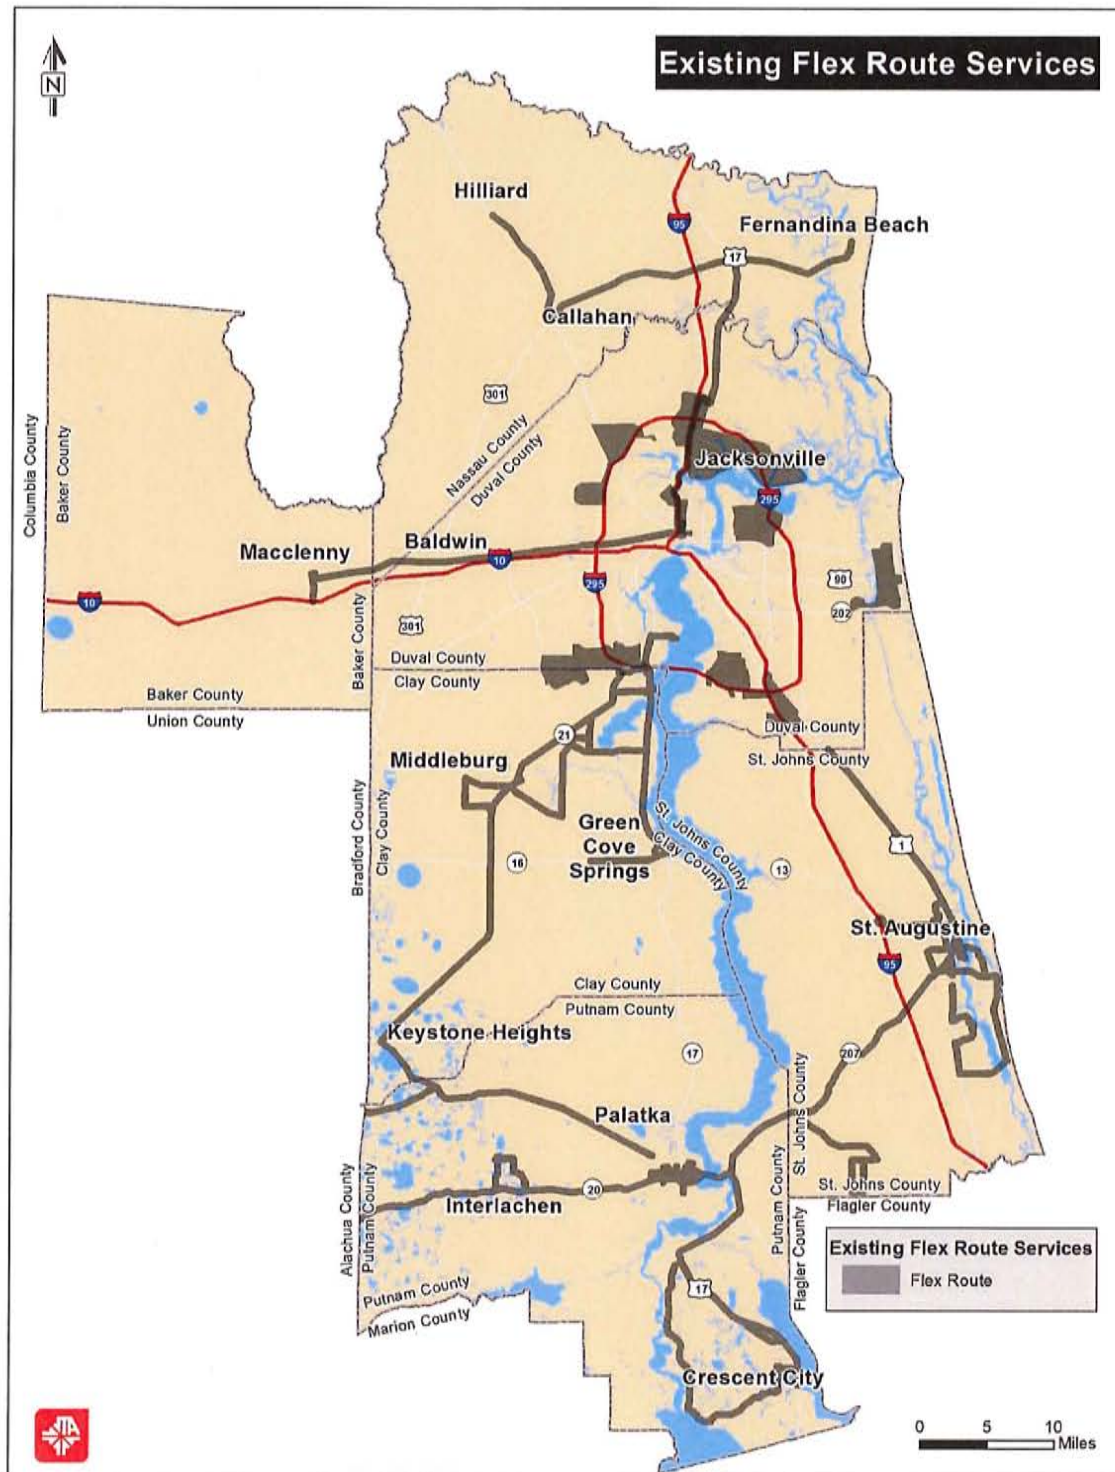 Existing Flex Route Services
N
Hilliard
95
Fernandina Beach
17
Callahan
301
Columbia County
Baker County
Nassau County
Duval County
Jacksonville
295
Macclenny
Baldwin
10
10
295
90
202
301
Baker County
Duval County
Clay County
Baker County
Union County
Duval County
St. Johns County
21
Middleburg
Bradford County
Clay County
Green
Cove
Springs
16
St. Johns County
Clay County
13
1
St. Augustine
95
Clay County
Putnam County
Keystone Heights
17
207
Palatka
St. Johns County
Putnam County
Flagler County
Interlachen
20
St. Johns County
Flagler County
Alachua County
Putnam County
Putnam County
Marion County
17
Crescent City
Existing Flex Route Services
Flex Route
JTA
0 5 10
Miles